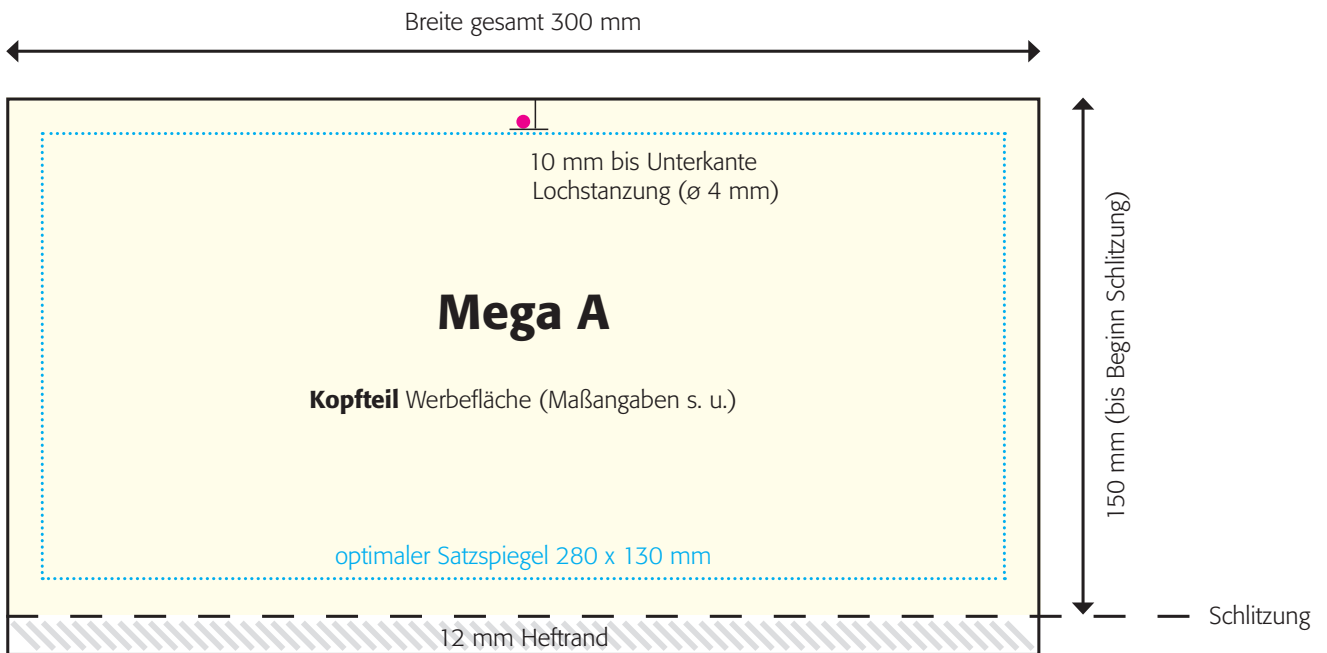 Breite gesamt 300 mm
10 mm bis Unterkante
Lochstanzung (ø 4 mm)
Mega A
Kopfteil Werbefläche (Maßangaben s. u.)
150 mm (bis Beginn Schlitzung)
optimaler Satzspiegel 280 x 130 mm
Schlitzung
12 mm Heftrand